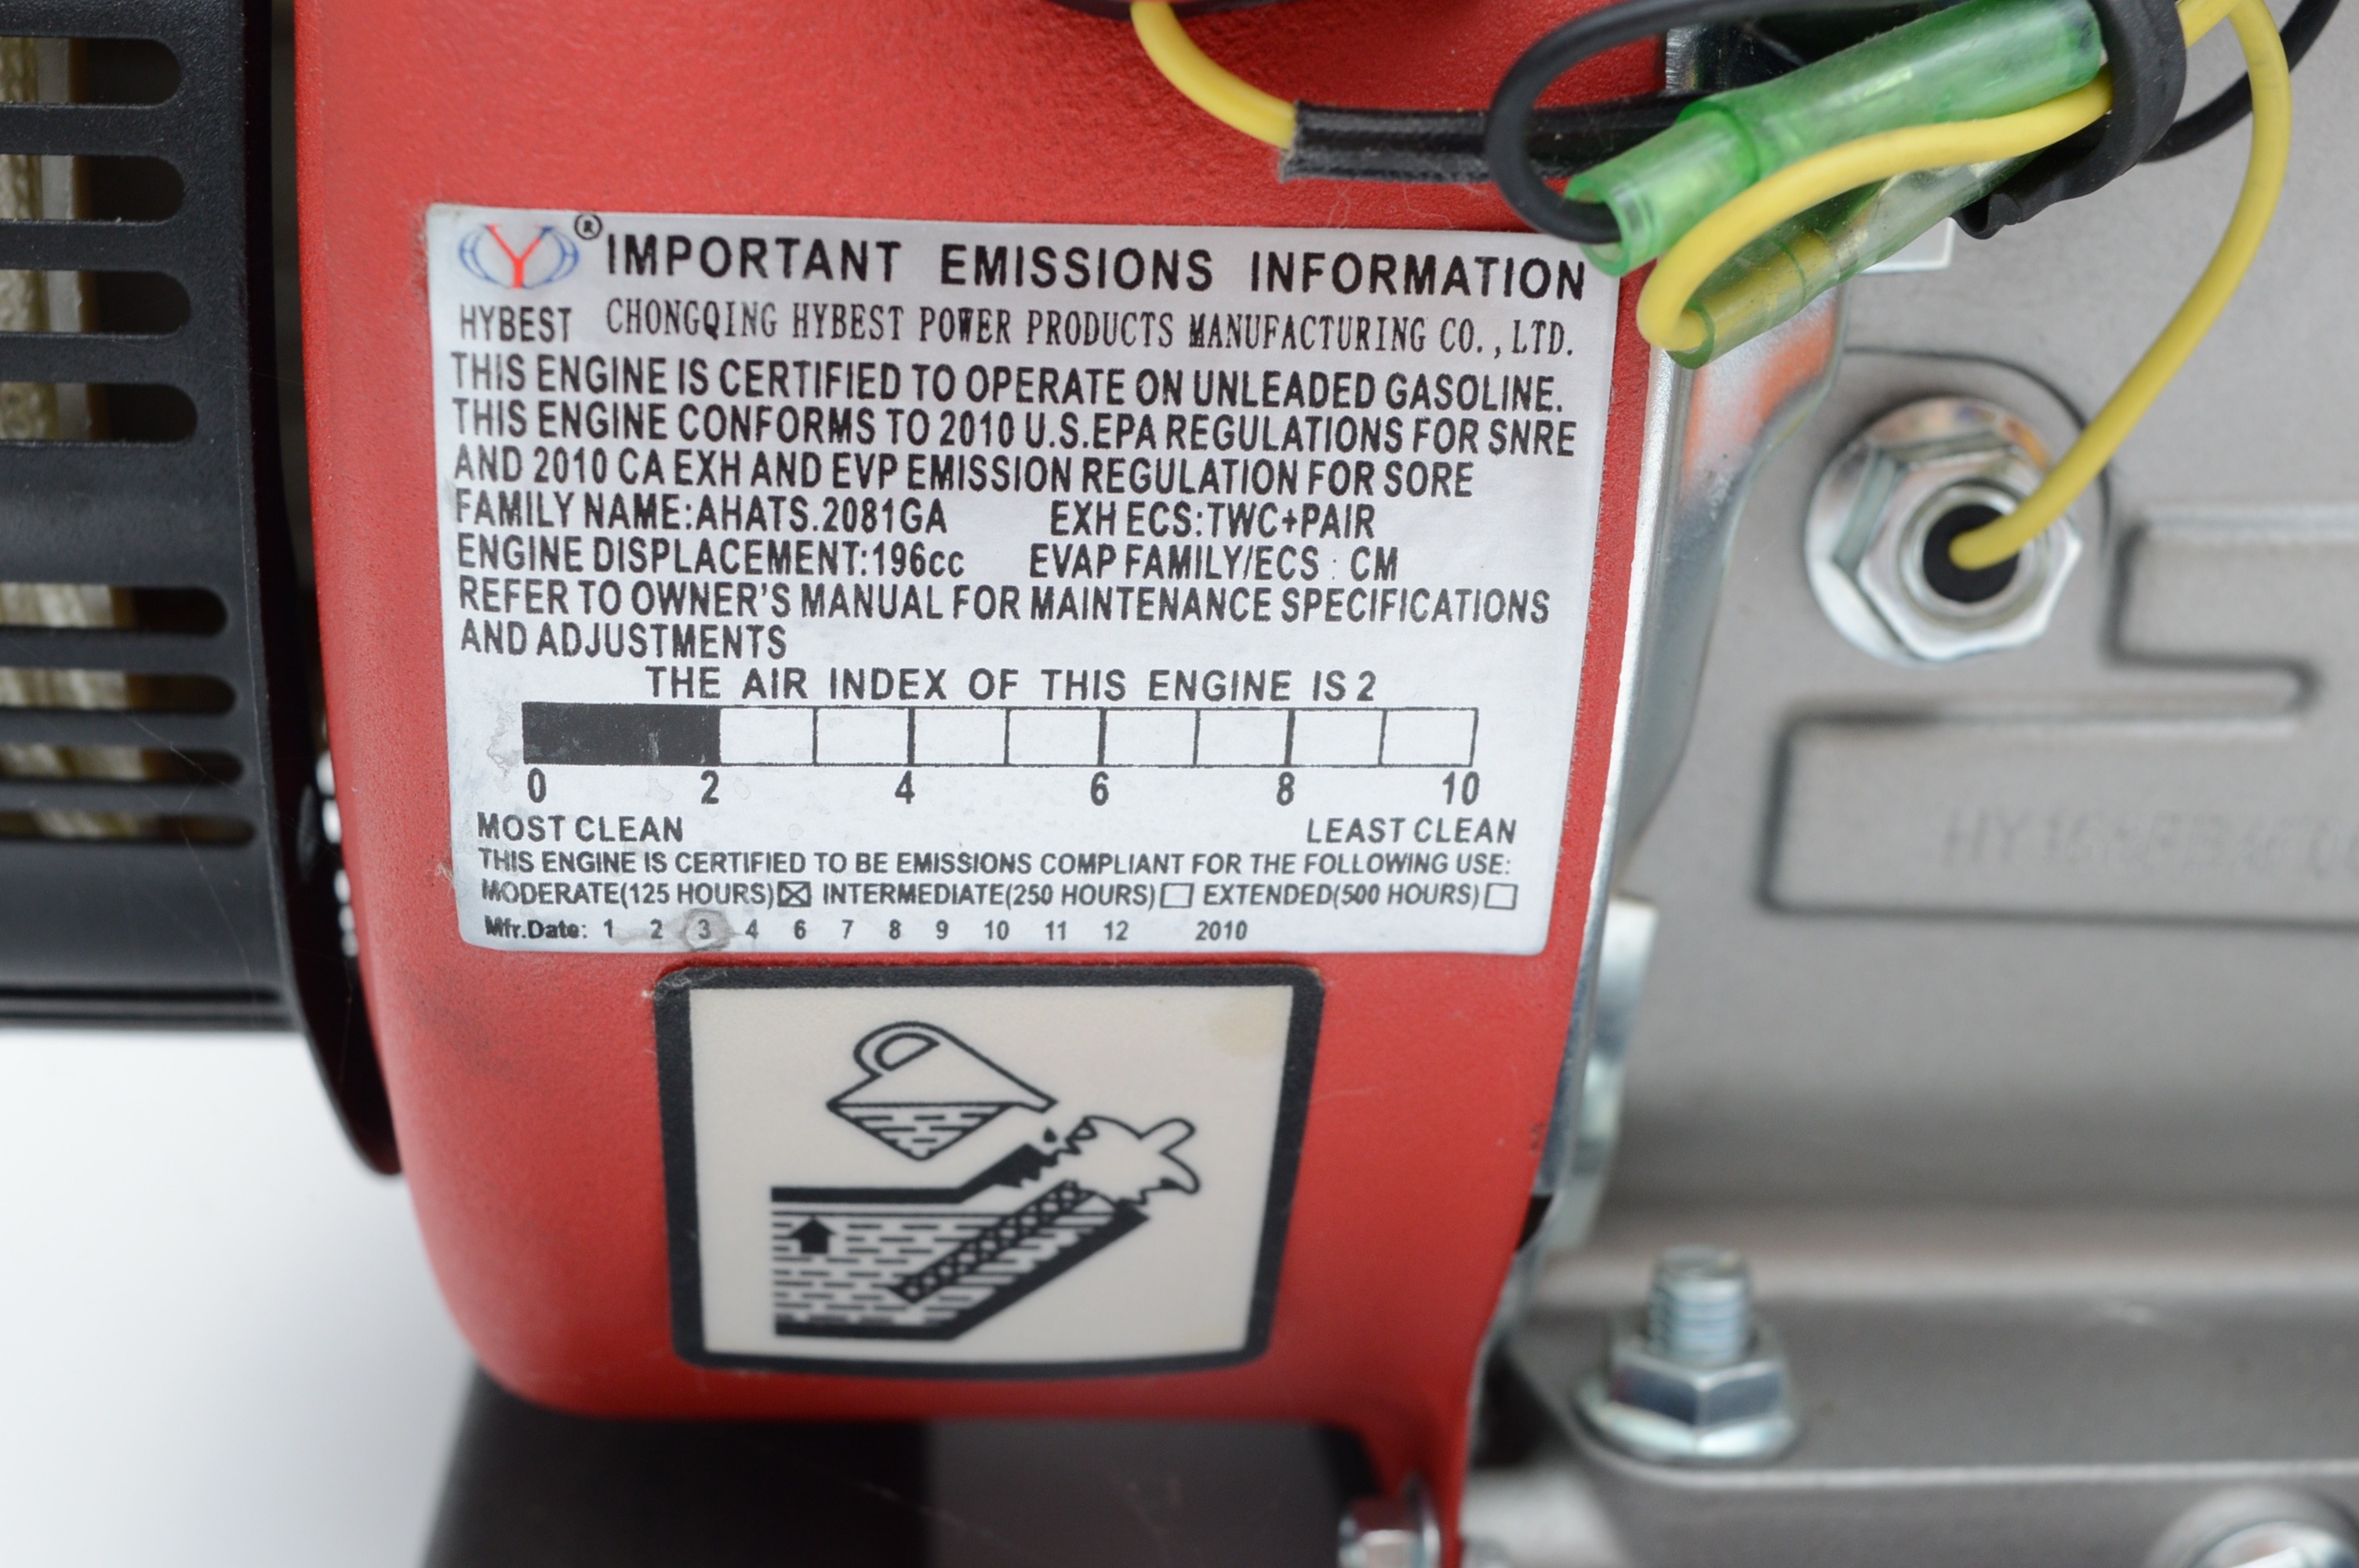 Y ® IMPORTANT EMISSIONS INFORMATION
HYBEST CHONGQING HYBEST POWER PRODUCTS MANUFACTURING CO.,LTD.
THIS ENGINE IS CERTIFIED TO OPERATE ON UNLEADED GASOLINE.
THIS ENGINE CONFORMS TO 2010 U.S.EPA REGULATIONS FOR SNRE
AND 2010 CA EXH AND EVP EMISSION REGULATION FOR SORE
FAMILY NAME:AHATS.2081GA EXH ECS:TWC+PAIR
ENGINE DISPLACEMENT:196cc EVAP FAMILY/ECS : CM
REFER TO OWNER'S MANUAL FOR MAINTENANCE SPECIFICATIONS
AND ADJUSTMENTS
THE AIR INDEX OF THIS ENGINE IS 2
0 2 4 6 8 10
MOST CLEAN LEAST CLEAN
THIS ENGINE IS CERTIFIED TO BE EMISSIONS COMPLIANT FOR THE FOLLOWING USE:
MODERATE(125 HOURS)☒ INTERMEDIATE(250 HOURS)☐ EXTENDED(500 HOURS)☐
Mfr.Date: 1 2 3 4 6 7 8 9 10 11 12 2010